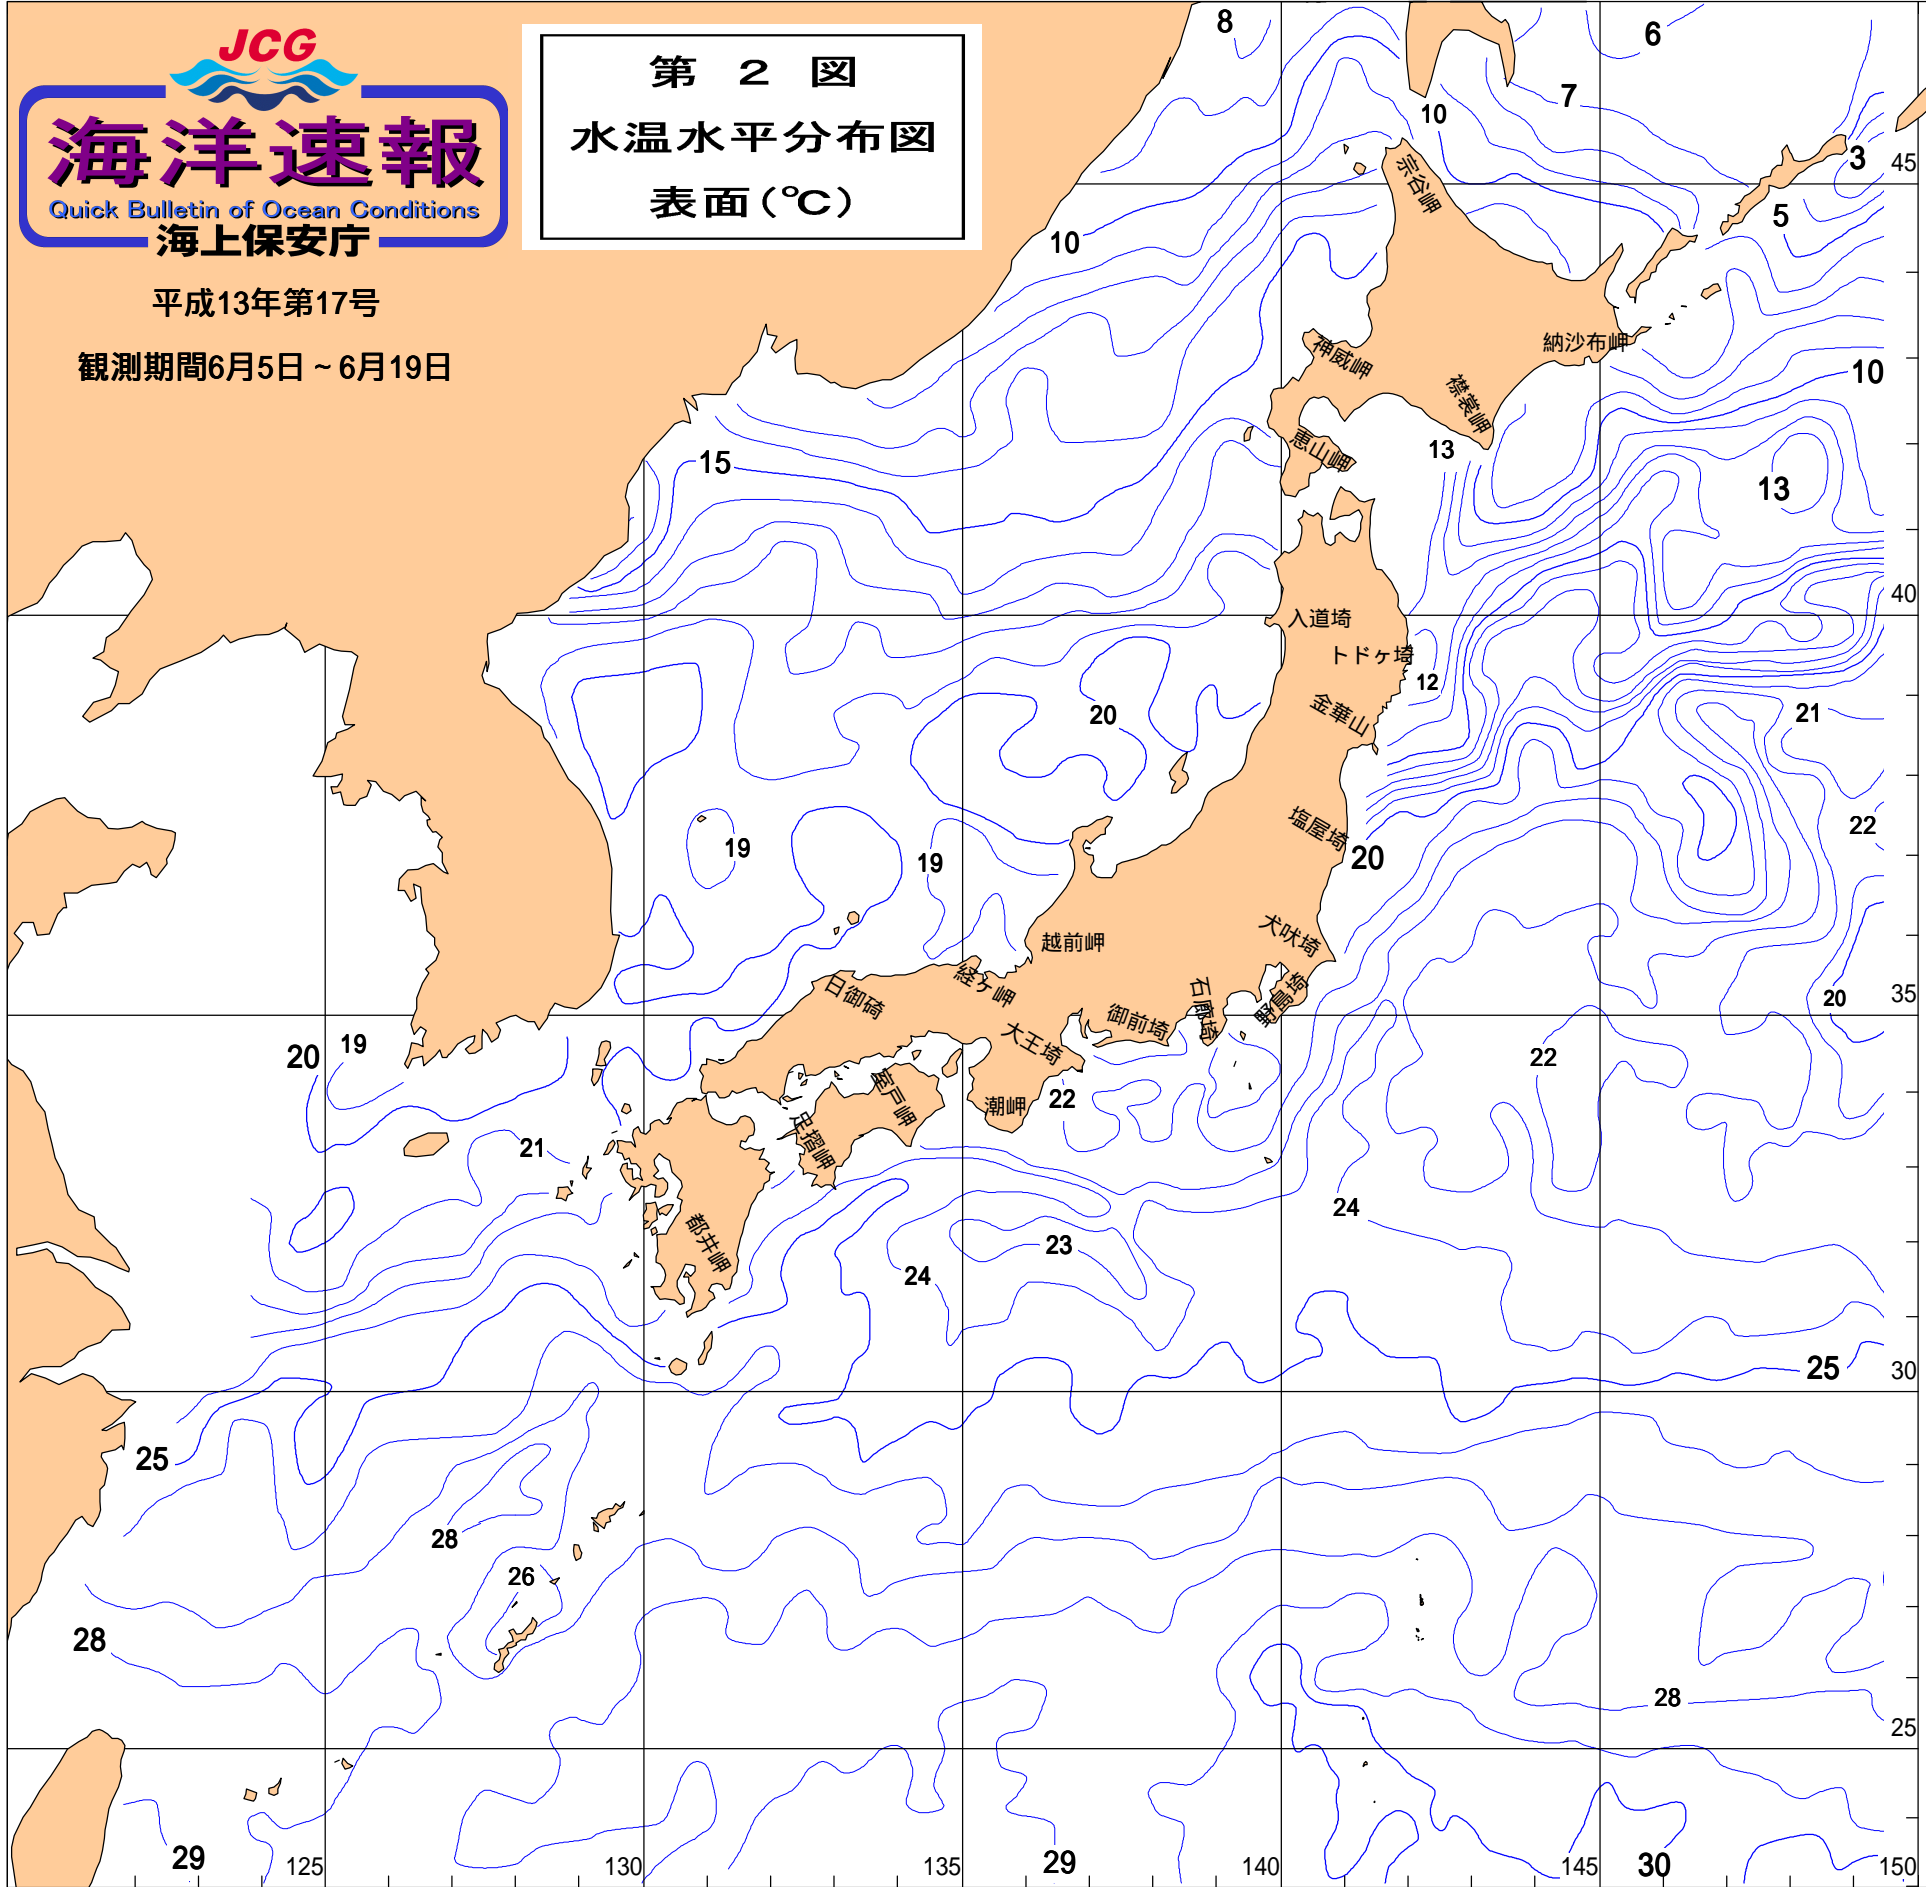 JCG
海洋速報
Quick Bulletin of Ocean Conditions
海上保安庁
平成13年第17号
観測期間6月5日～6月19日
第 2 図
水温水平分布図
表面(℃)
8
6
7
10
3
45
5
10
宗谷岬
納沙布岬
神威岬
襟裳岬
10
恵山岬
13
15
13
40
入道埼
トドヶ埼
12
金華山
20
21
22
塩屋埼
20
19
19
犬吠埼
越前岬
経ヶ岬
日御碕
石廊埼
野島埼
御前埼
大王埼
20
35
20
19
22
室戸岬
潮岬
22
足摺岬
21
24
都井岬
23
24
25
30
25
28
26
28
28
25
29
125
130
135
29
140
145
30
150